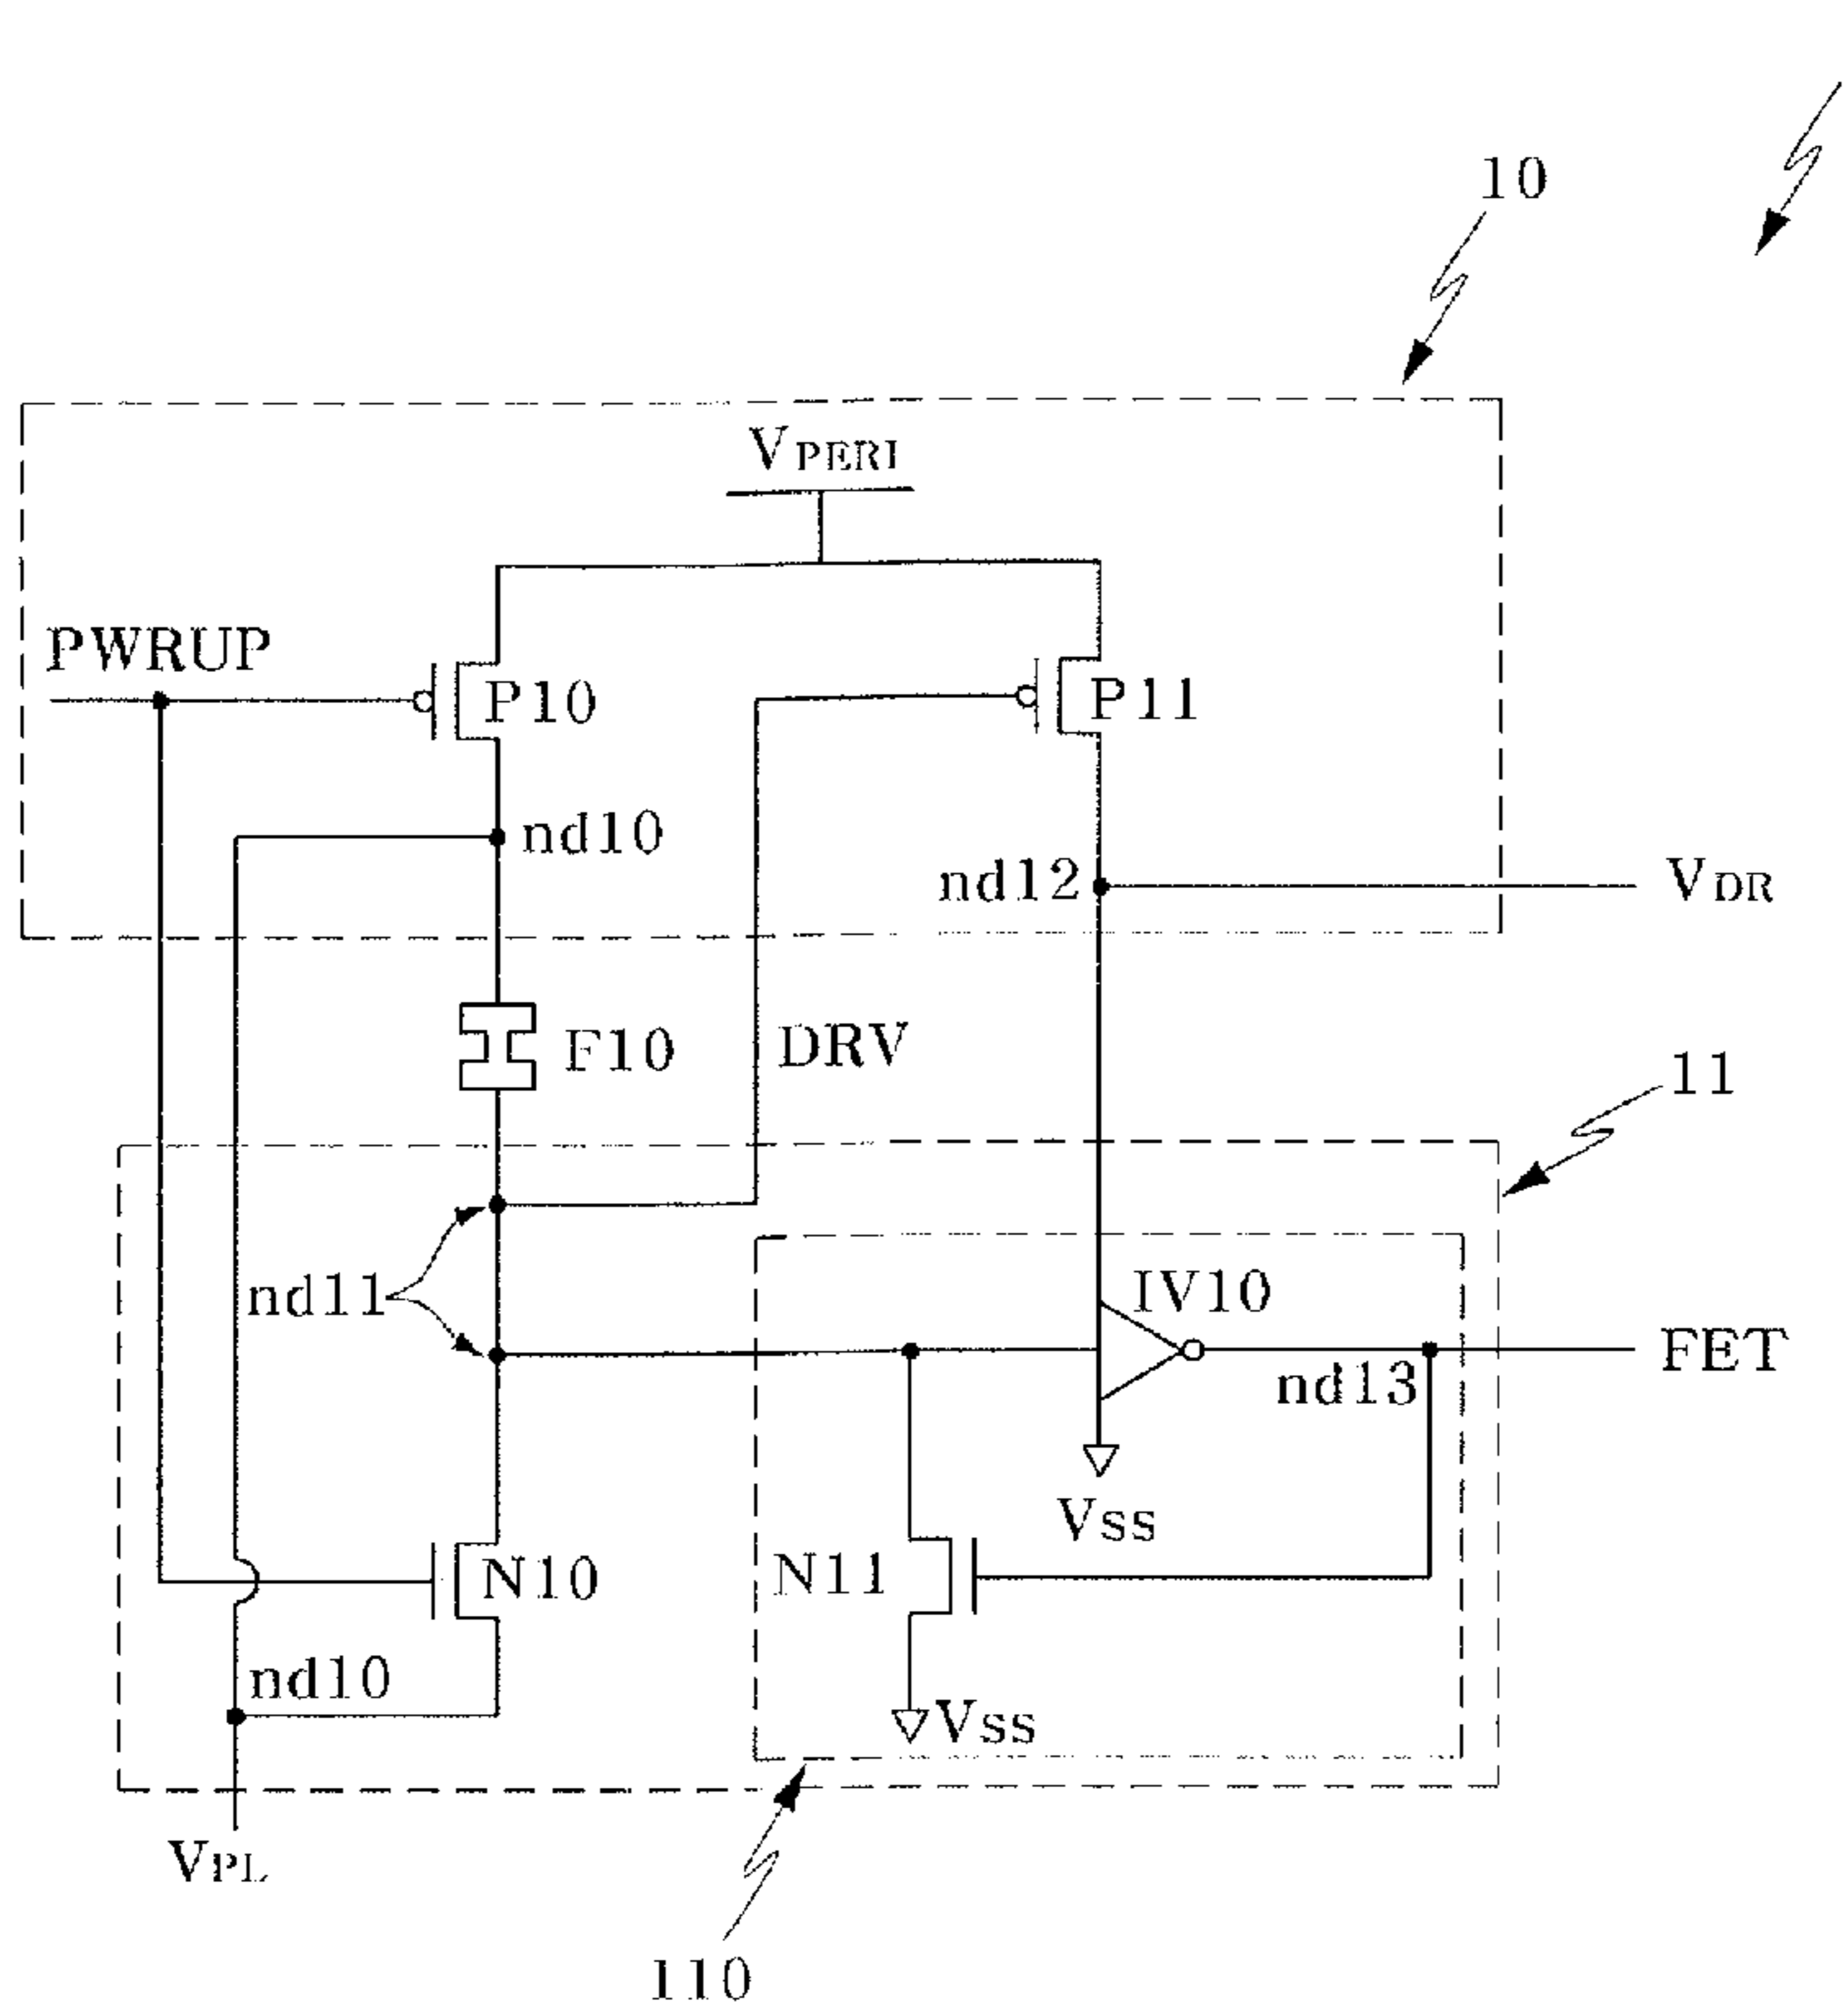 10
VPERI
PWRUP
P10
P11
nd10
nd12
VDR
F10
DRV
11
nd11
IV10
FET
nd13
VSS
N10
N11
nd10
VSS
VPL
110